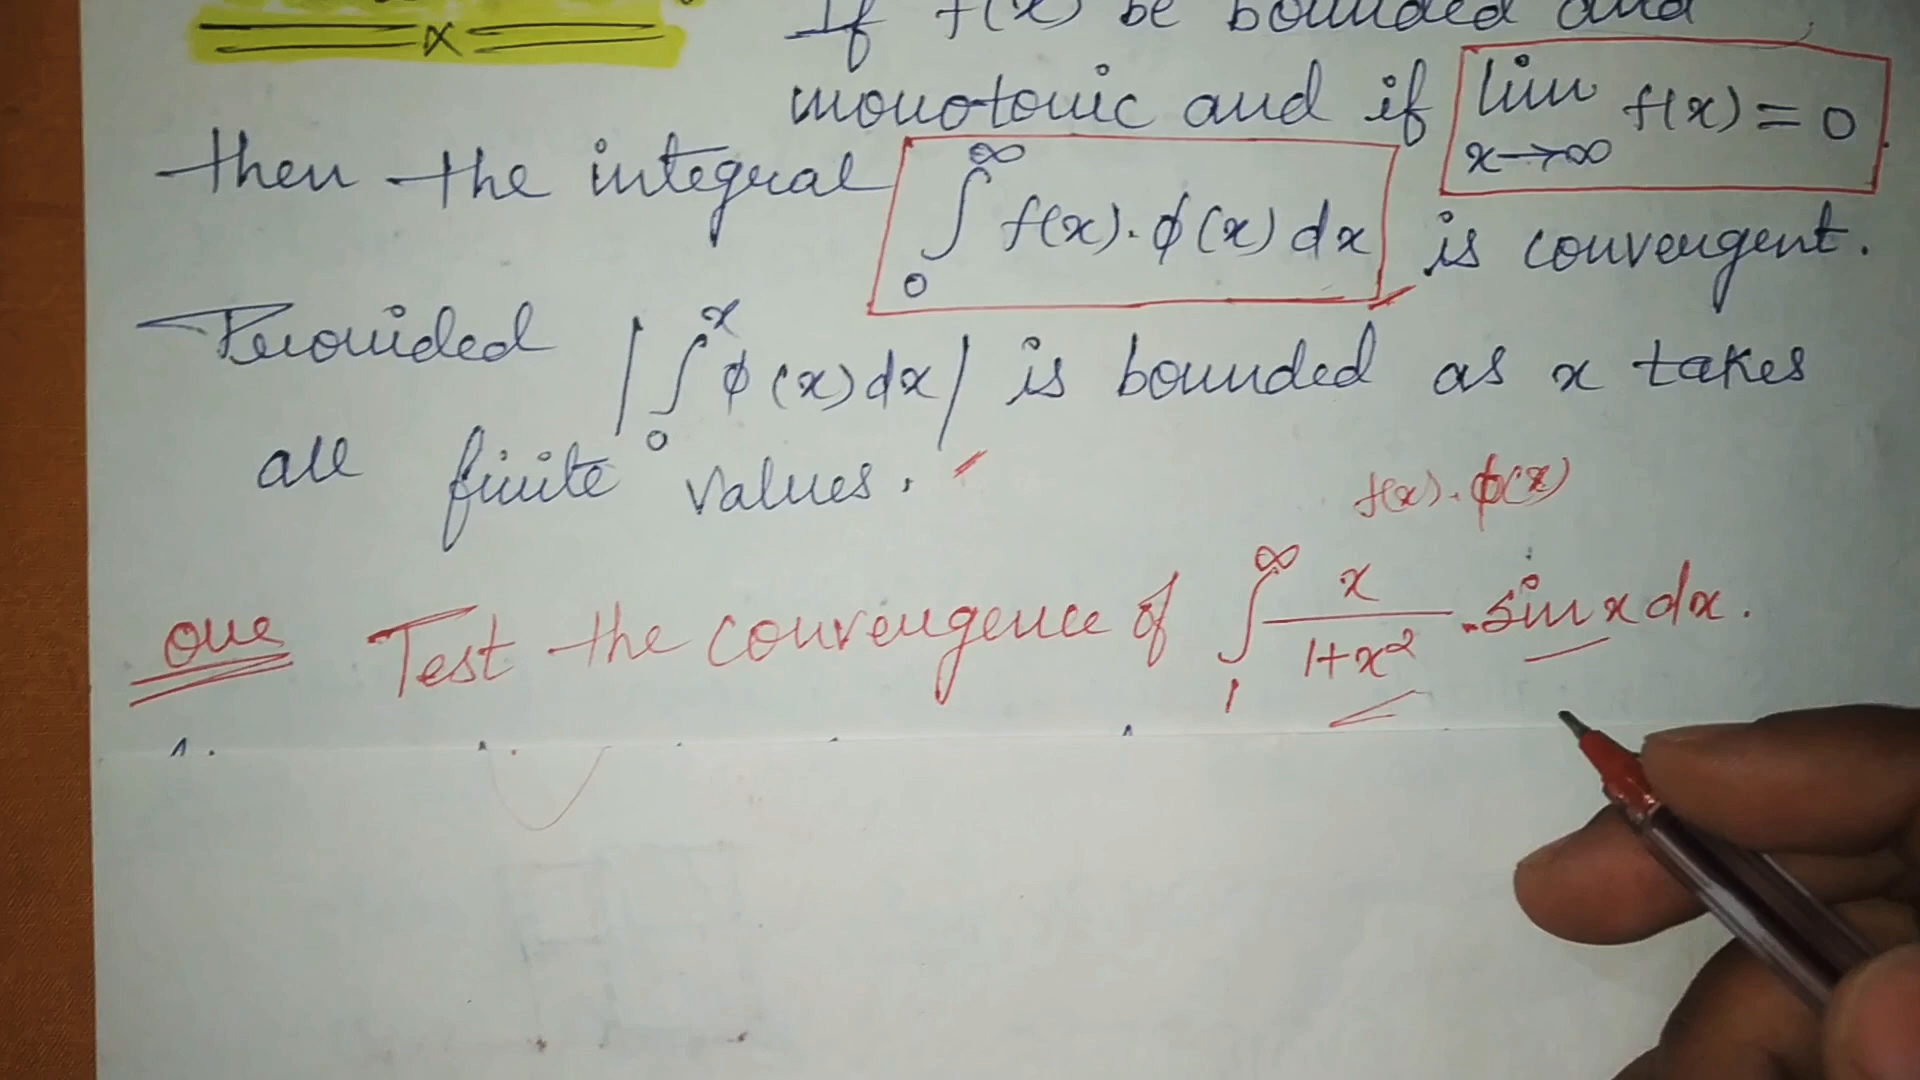 If f(x) be bounded and
monotonic and if lim x→∞ f(x) = 0
then the integral ∫₀^∞ f(x).ϕ(x) dx is convergent.
Provided |∫₀^x ϕ(x)dx| is bounded as x takes
all finite values.
f(x).ϕ(x)
Que Test the convergence of ∫₁^∞ x/(1+x²) .sinx dx.